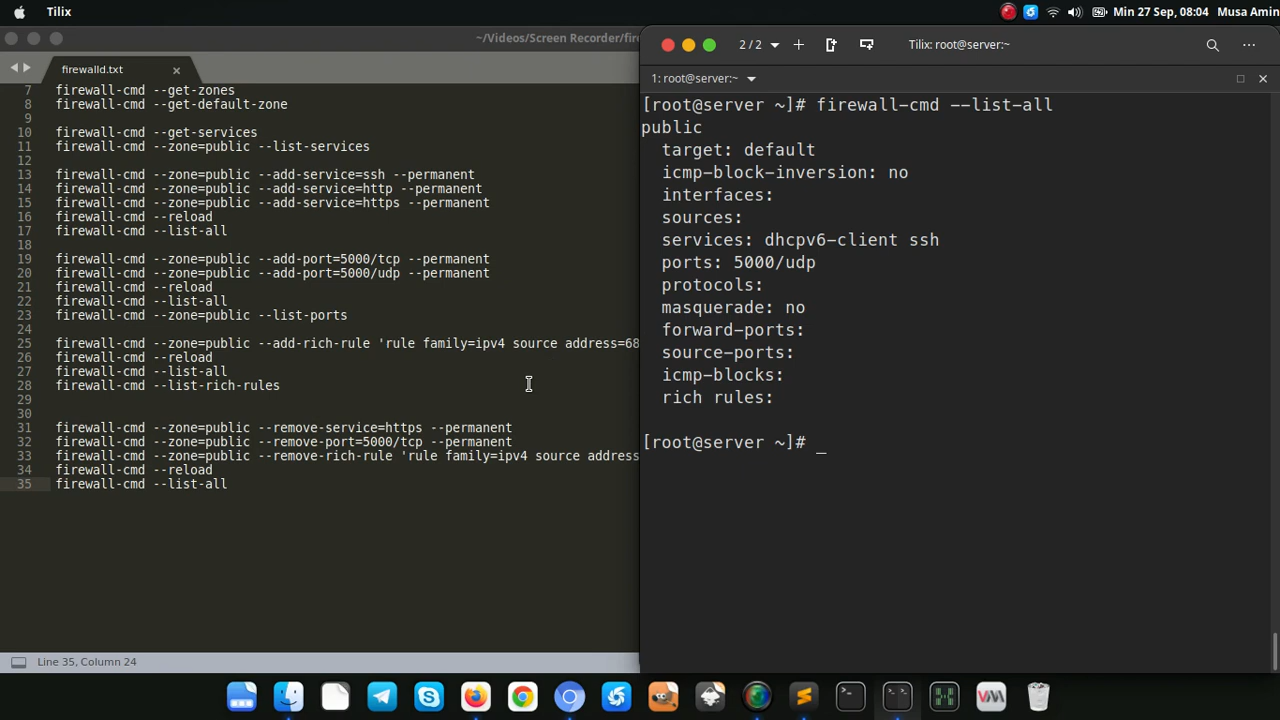 Tilix
Min 27 Sep, 08:04 Musa Amin
~/Videos/Screen Recorder/fire
firewalld.txt
7 firewall-cmd --get-zones
8 firewall-cmd --get-default-zone
9
10 firewall-cmd --get-services
11 firewall-cmd --zone=public --list-services
12
13 firewall-cmd --zone=public --add-service=ssh --permanent
14 firewall-cmd --zone=public --add-service=http --permanent
15 firewall-cmd --zone=public --add-service=https --permanent
16 firewall-cmd --reload
17 firewall-cmd --list-all
18
19 firewall-cmd --zone=public --add-port=5000/tcp --permanent
20 firewall-cmd --zone=public --add-port=5000/udp --permanent
21 firewall-cmd --reload
22 firewall-cmd --list-all
23 firewall-cmd --zone=public --list-ports
24
25 firewall-cmd --zone=public --add-rich-rule 'rule family=ipv4 source address=68
26 firewall-cmd --reload
27 firewall-cmd --list-all
28 firewall-cmd --list-rich-rules
29
30
31 firewall-cmd --zone=public --remove-service=https --permanent
32 firewall-cmd --zone=public --remove-port=5000/tcp --permanent
33 firewall-cmd --zone=public --remove-rich-rule 'rule family=ipv4 source address
34 firewall-cmd --reload
35 firewall-cmd --list-all
Line 35, Column 24
2 / 2
Tilix: root@server:~
1: root@server:~
[root@server ~]# firewall-cmd --list-all
public
target: default
icmp-block-inversion: no
interfaces:
sources:
services: dhcpv6-client ssh
ports: 5000/udp
protocols:
masquerade: no
forward-ports:
source-ports:
icmp-blocks:
rich rules:
[root@server ~]# _